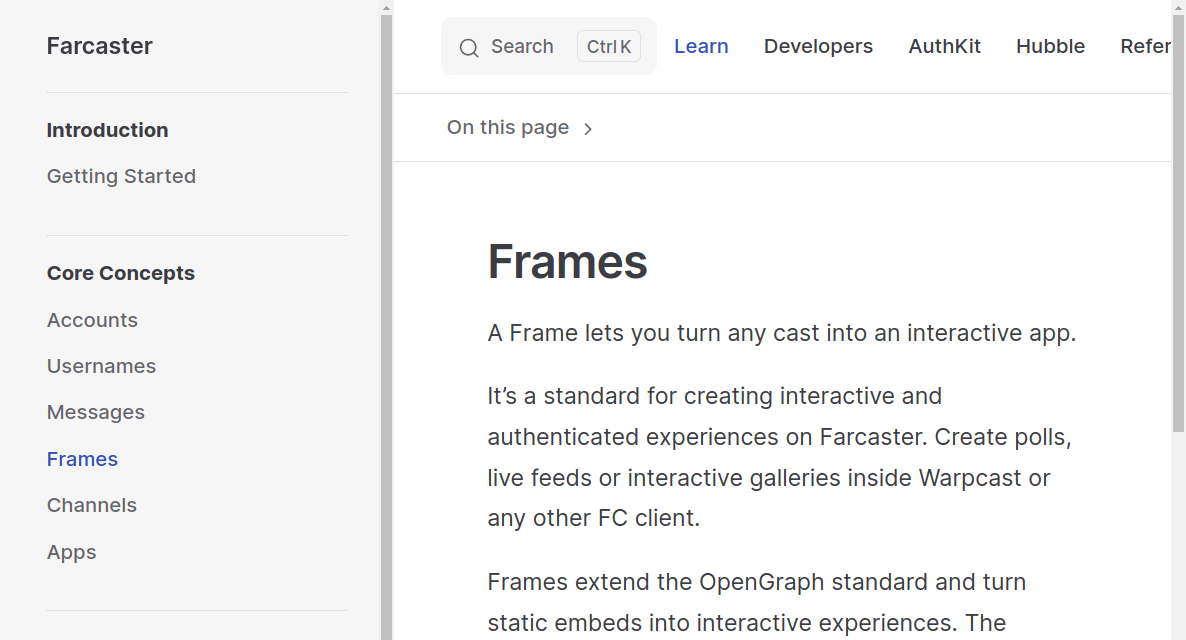 Farcaster
Introduction
Getting Started
Core Concepts
Accounts
Usernames
Messages
Frames
Channels
Apps
Search Ctrl K Learn Developers AuthKit Hubble Refer
On this page
Frames
A Frame lets you turn any cast into an interactive app.
It’s a standard for creating interactive and
authenticated experiences on Farcaster. Create polls,
live feeds or interactive galleries inside Warpcast or
any other FC client.
Frames extend the OpenGraph standard and turn
static embeds into interactive experiences. The